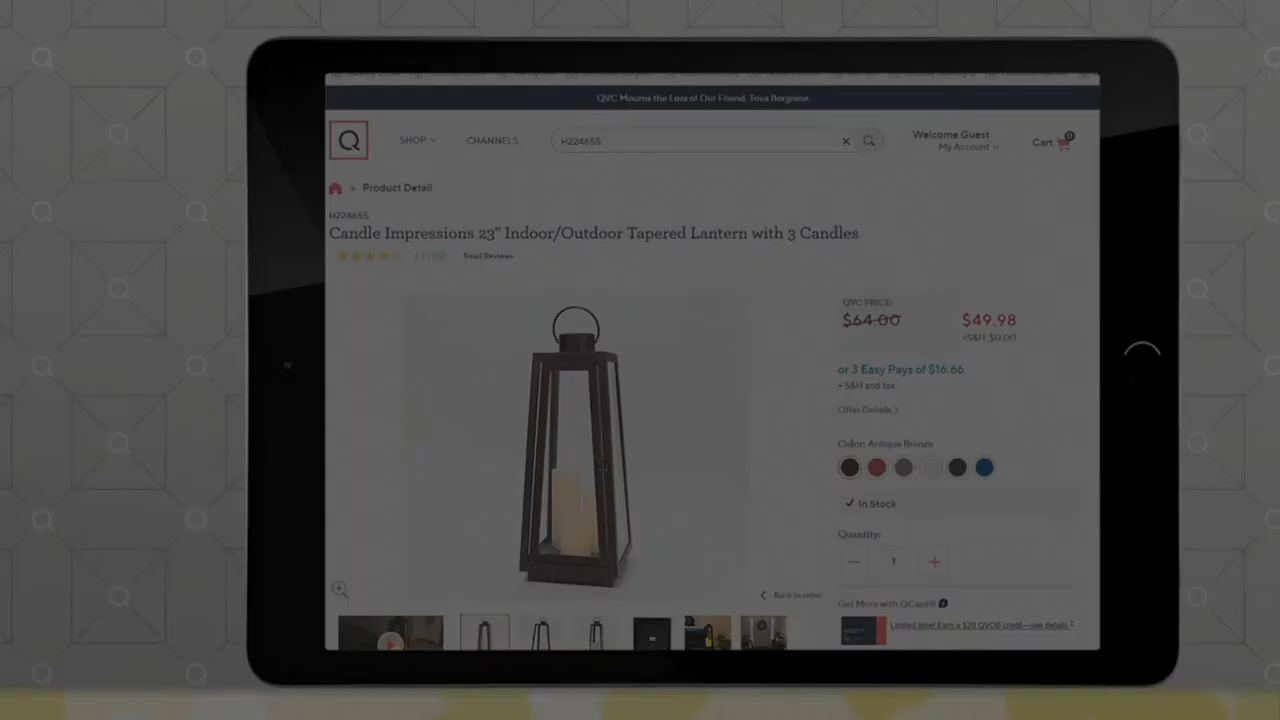 QVC Mourns the Loss of Our Friend, Tova Borgnine
Q
SHOP
CHANNELS
H224655
Welcome Guest
My Account
Cart
0
Product Detail
H224655
Candle Impressions 23" Indoor/Outdoor Tapered Lantern with 3 Candles
Read Reviews
QVC PRICE:
$64.00 $49.98
+S&H: $0.00
or 3 Easy Pays of $16.66
+ S&H and tax
Offer Details
Color: Antique Bronze
In Stock
Quantity:
1
Back to video
Get More with QCard®
Limited time! Earn a $20 QVC® credit—see details.